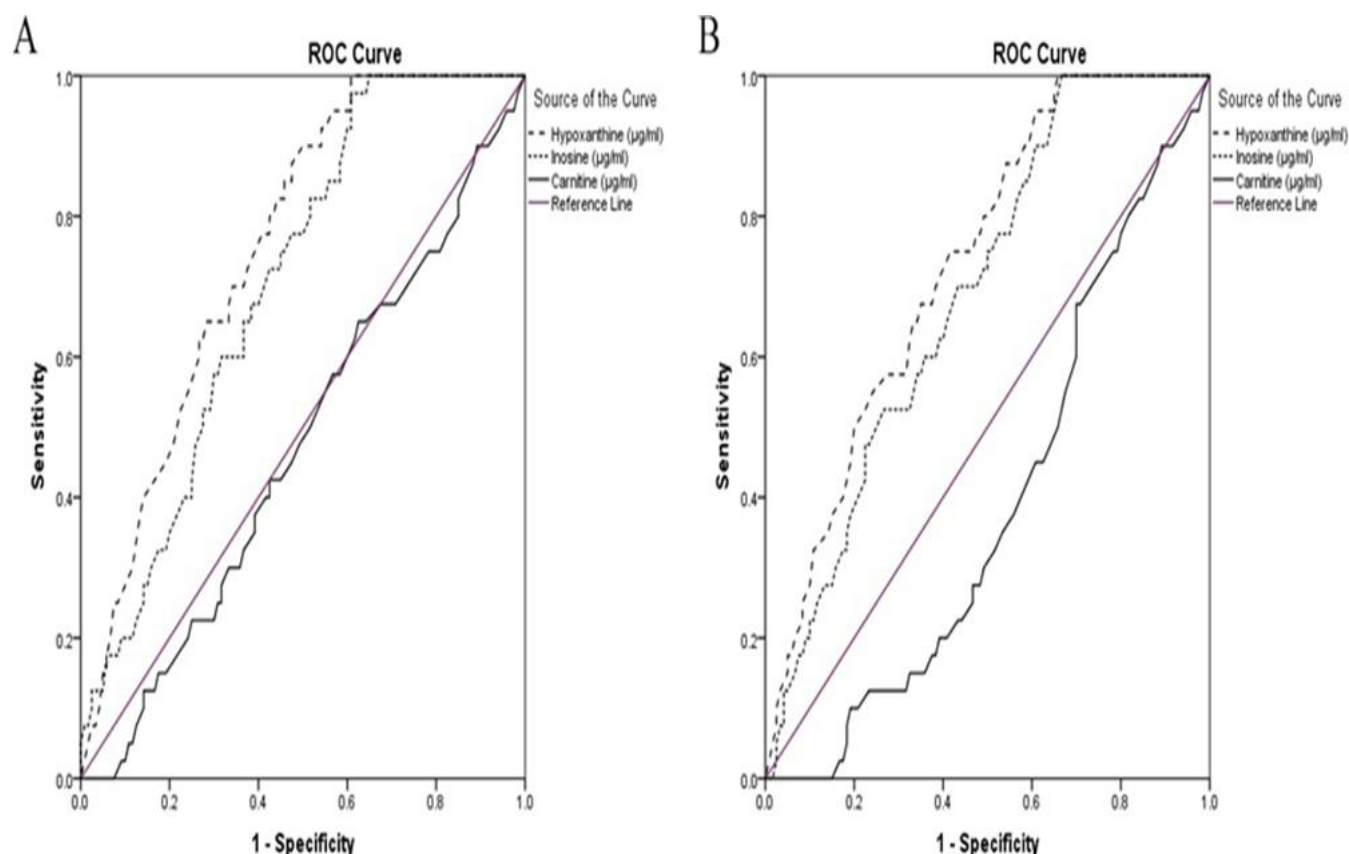 A
ROC Curve
1.0
0.8
0.6
0.4
0.2
0.0
Sensitivity
0.0 0.2 0.4 0.6 0.8 1.0
1 - Specificity
Source of the Curve
Hypoxanthine (µg/ml)
Inosine (µg/ml)
Carnitine (µg/ml)
Reference Line
B
ROC Curve
1.0
0.8
0.6
0.4
0.2
0.0
Sensitivity
0.0 0.2 0.4 0.6 0.8 1.0
1 - Specificity
Source of the Curve
Hypoxanthine (µg/ml)
Inosine (µg/ml)
Carnitine (µg/ml)
Reference Line